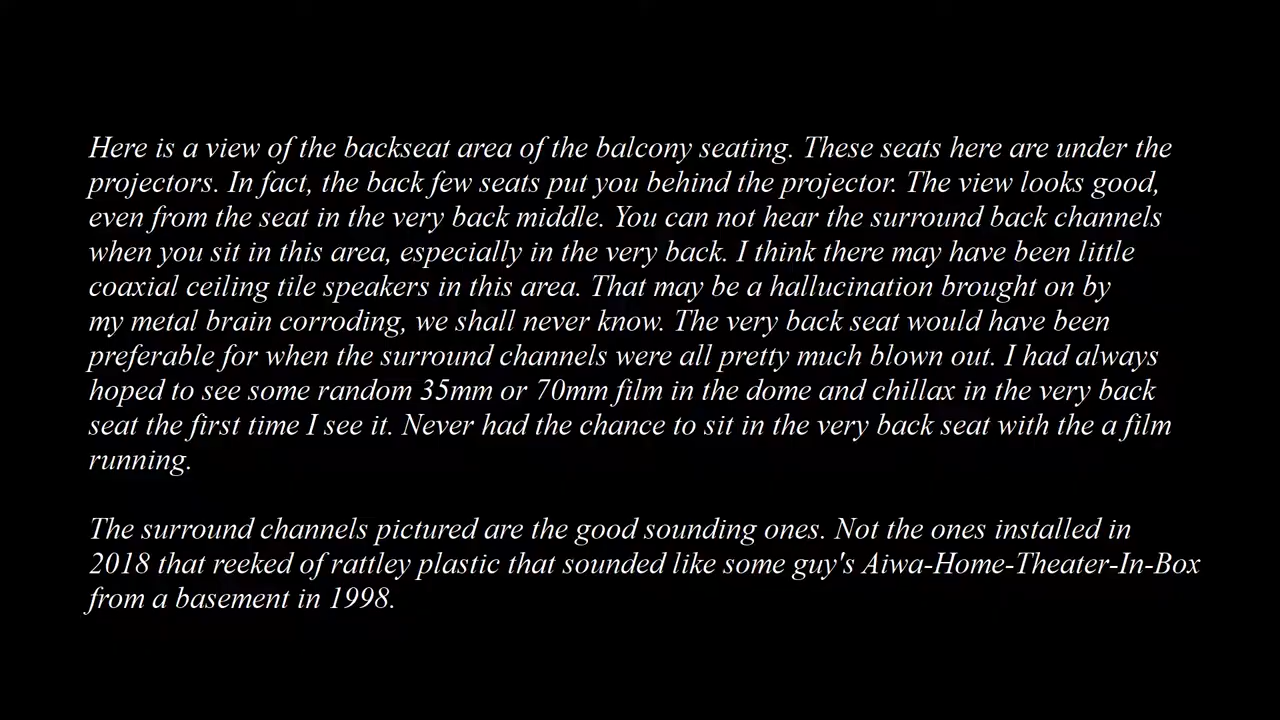 Here is a view of the backseat area of the balcony seating. These seats here are under the
projectors. In fact, the back few seats put you behind the projector. The view looks good,
even from the seat in the very back middle. You can not hear the surround back channels
when you sit in this area, especially in the very back. I think there may have been little
coaxial ceiling tile speakers in this area. That may be a hallucination brought on by
my metal brain corroding, we shall never know. The very back seat would have been
preferable for when the surround channels were all pretty much blown out. I had always
hoped to see some random 35mm or 70mm film in the dome and chillax in the very back
seat the first time I see it. Never had the chance to sit in the very back seat with the a film
running.
The surround channels pictured are the good sounding ones. Not the ones installed in
2018 that reeked of rattley plastic that sounded like some guy's Aiwa-Home-Theater-In-Box
from a basement in 1998.